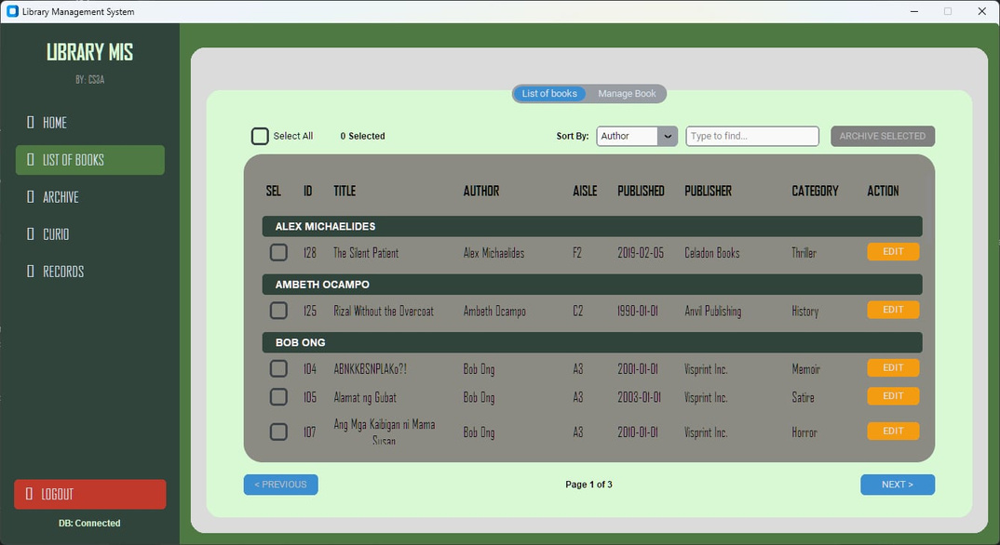 Library Management System
LIBRARY MIS
BY: CS3A
HOME
LIST OF BOOKS
ARCHIVE
CURIO
RECORDS
LOGOUT
DB: Connected
List of books Manage Book
Select All 0 Selected Sort By: Author Type to find... ARCHIVE SELECTED
SEL ID TITLE AUTHOR AISLE PUBLISHED PUBLISHER CATEGORY ACTION
ALEX MICHAELIDES
128 The Silent Patient Alex Michaelides F2 2019-02-05 Celadon Books Thriller EDIT
AMBETH OCAMPO
125 Rizal Without the Overcoat Ambeth Ocampo C2 1990-01-01 Anvil Publishing History EDIT
BOB ONG
104 ABNKKBSNPLAKo?! Bob Ong A3 2001-01-01 Visprint Inc. Memoir EDIT
105 Alamat ng Gubat Bob Ong A3 2003-01-01 Visprint Inc. Satire EDIT
107 Ang Mga Kaibigan ni Mama Bob Ong A3 2010-01-01 Visprint Inc. Horror EDIT
Susan
< PREVIOUS Page 1 of 3 NEXT >